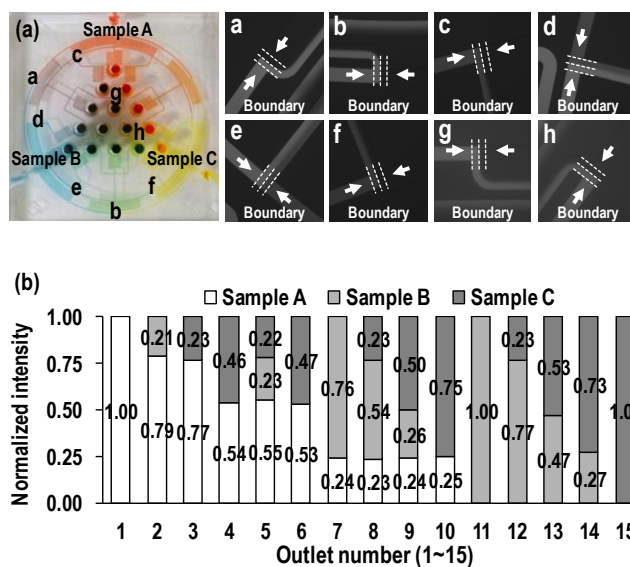 (a)
Sample A
c
a
g
d
h
Sample B
Sample C
e
f
b
a
Boundary
b
Boundary
c
Boundary
d
Boundary
e
Boundary
f
Boundary
g
Boundary
h
Boundary
(b)
Sample A Sample B Sample C
Normalized intensity
1.00
0.75
0.50
0.25
0.00
1.00
0.21
0.79
0.23
0.77
0.46
0.54
0.22
0.23
0.55
0.47
0.53
0.76
0.24
0.23
0.54
0.23
0.50
0.26
0.24
0.75
0.25
1.00
0.23
0.77
0.53
0.47
0.73
0.27
1.0
1 2 3 4 5 6 7 8 9 10 11 12 13 14 15
Outlet number (1~15)